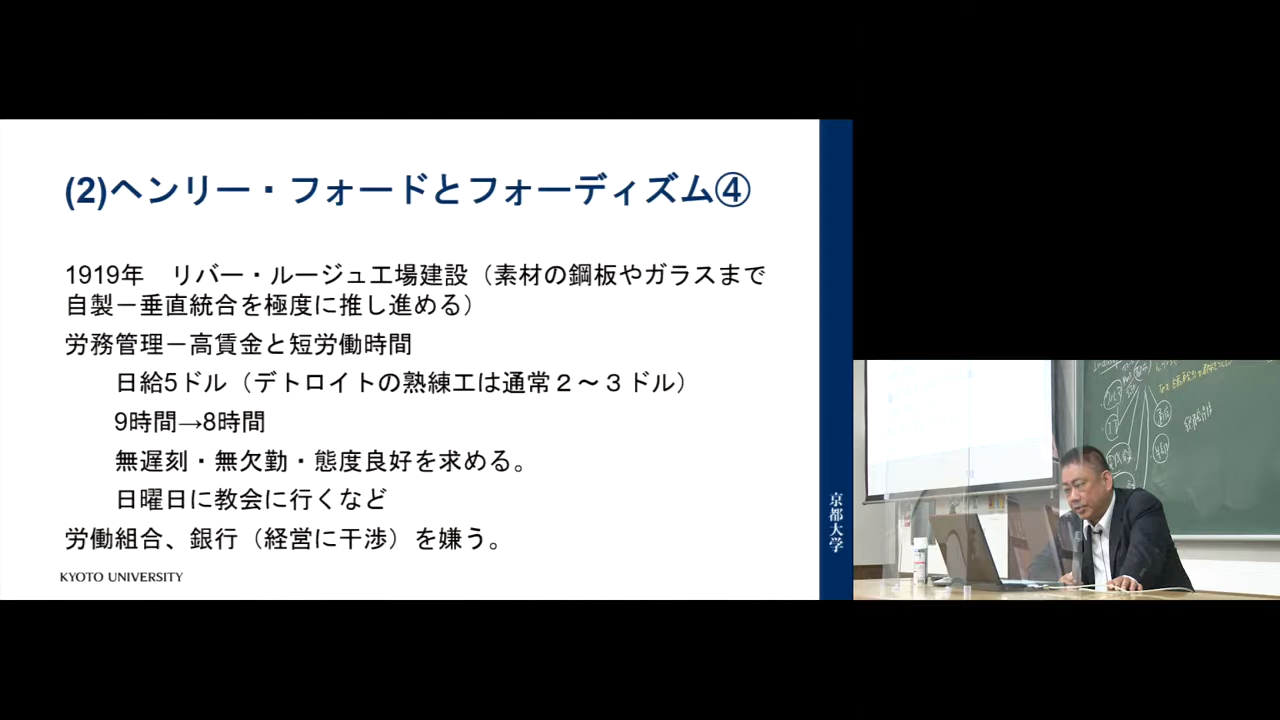 (2)ヘンリー・フォードとフォーディズム④
1919年　リバー・ルージュ工場建設（素材の鋼板やガラスまで
自製－垂直統合を極度に推し進める）
労務管理－高賃金と短労働時間
日給5ドル（デトロイトの熟練工は通常２～３ドル）
9時間→8時間
無遅刻・無欠勤・態度良好を求める。
日曜日に教会に行くなど
労働組合、銀行（経営に干渉）を嫌う。
KYOTO UNIVERSITY
京都大学